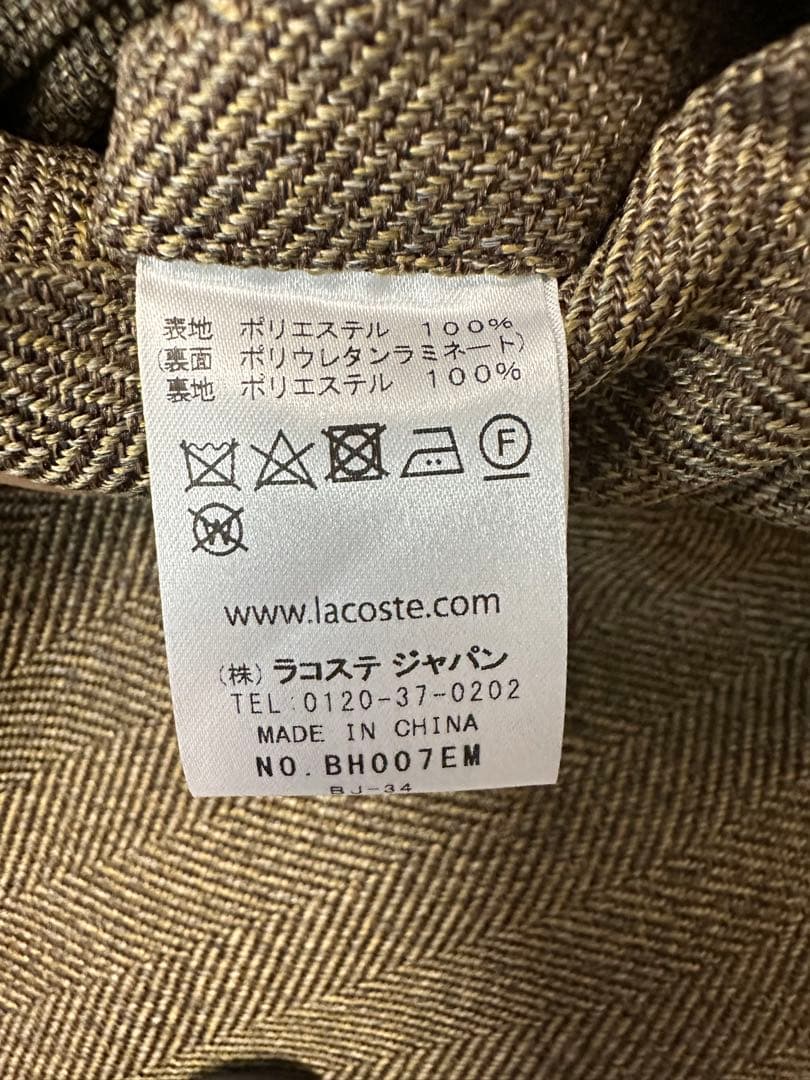 表地 ポリエステル 100%
(裏面 ポリウレタンラミネート)
裏地 ポリエステル 100%
F
W
www.lacoste.com
(株) ラコステ ジャパン
TEL:0120-37-0202
MADE IN CHINA
NO. BH007EM
BJ-34